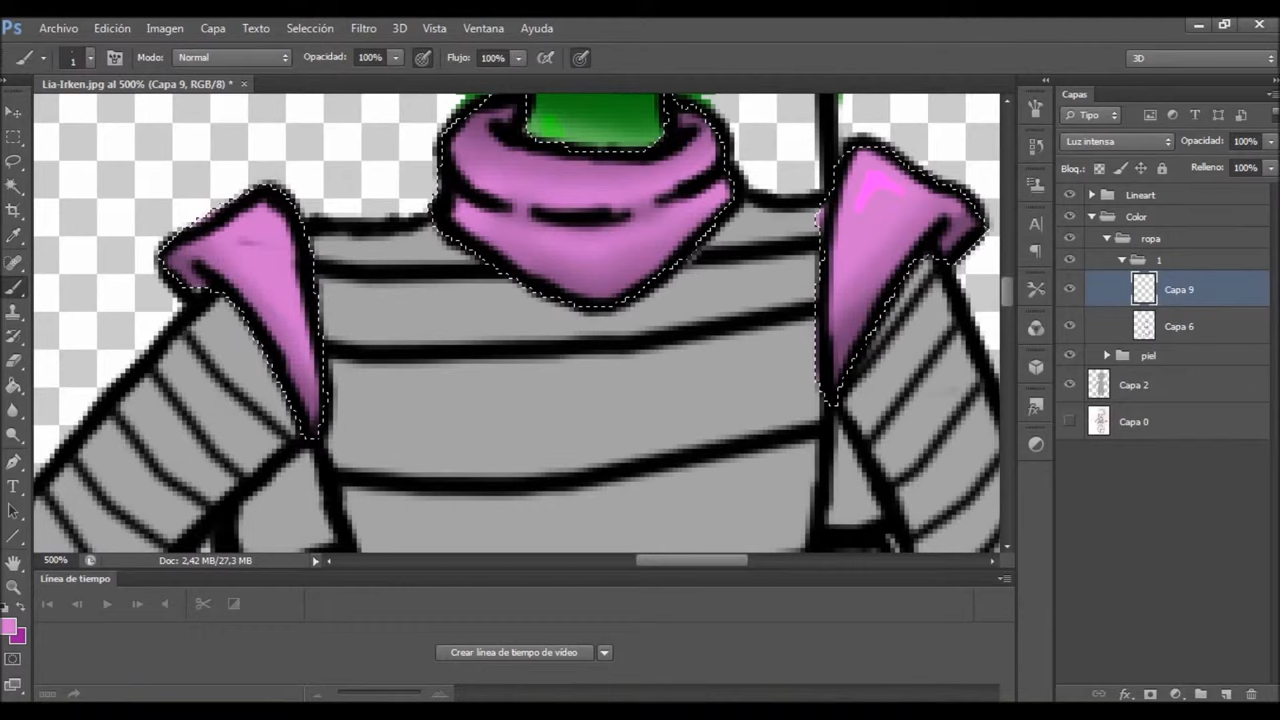 Ps Archivo Edición Imagen Capa Texto Selección Filtro 3D Vista Ventana Ayuda
1 Modo: Normal Opacidad: 100% Flujo: 100% 3D
Lia-Irken.jpg al 500% (Capa 9, RGB/8) * ×
Capas
Tipo
Luz intensa Opacidad: 100%
Bloq.: Relleno: 100%
Lineart
Color
ropa
1
Capa 9
Capa 6
piel
Capa 2
Capa 0
500% Doc: 2,42 MB/27,3 MB
Línea de tiempo
Crear línea de tiempo de vídeo